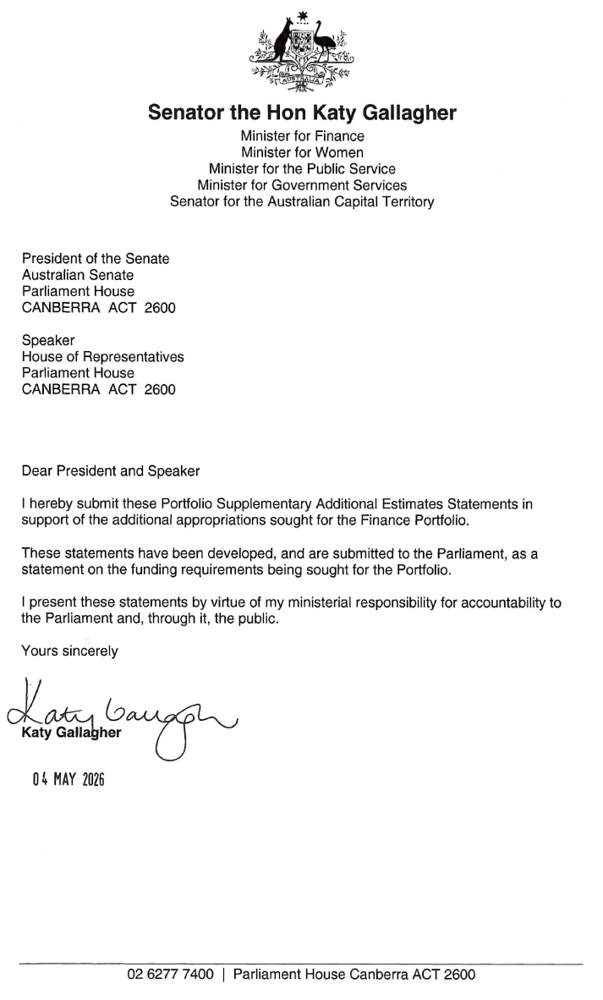 AUSTRALIA
Senator the Hon Katy Gallagher
Minister for Finance
Minister for Women
Minister for the Public Service
Minister for Government Services
Senator for the Australian Capital Territory
President of the Senate
Australian Senate
Parliament House
CANBERRA ACT 2600
Speaker
House of Representatives
Parliament House
CANBERRA ACT 2600
Dear President and Speaker
I hereby submit these Portfolio Supplementary Additional Estimates Statements in
support of the additional appropriations sought for the Finance Portfolio.
These statements have been developed, and are submitted to the Parliament, as a
statement on the funding requirements being sought for the Portfolio.
I present these statements by virtue of my ministerial responsibility for accountability to
the Parliament and, through it, the public.
Yours sincerely
Katy Gallagher
Katy Gallagher
04 MAY 2026
02 6277 7400 | Parliament House Canberra ACT 2600